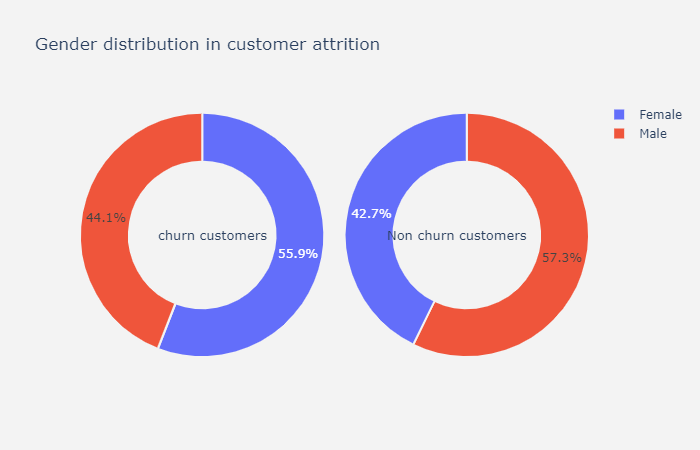 Gender distribution in customer attrition
Female
Male
44.1%
churn customers
55.9%
42.7%
Non churn customers
57.3%